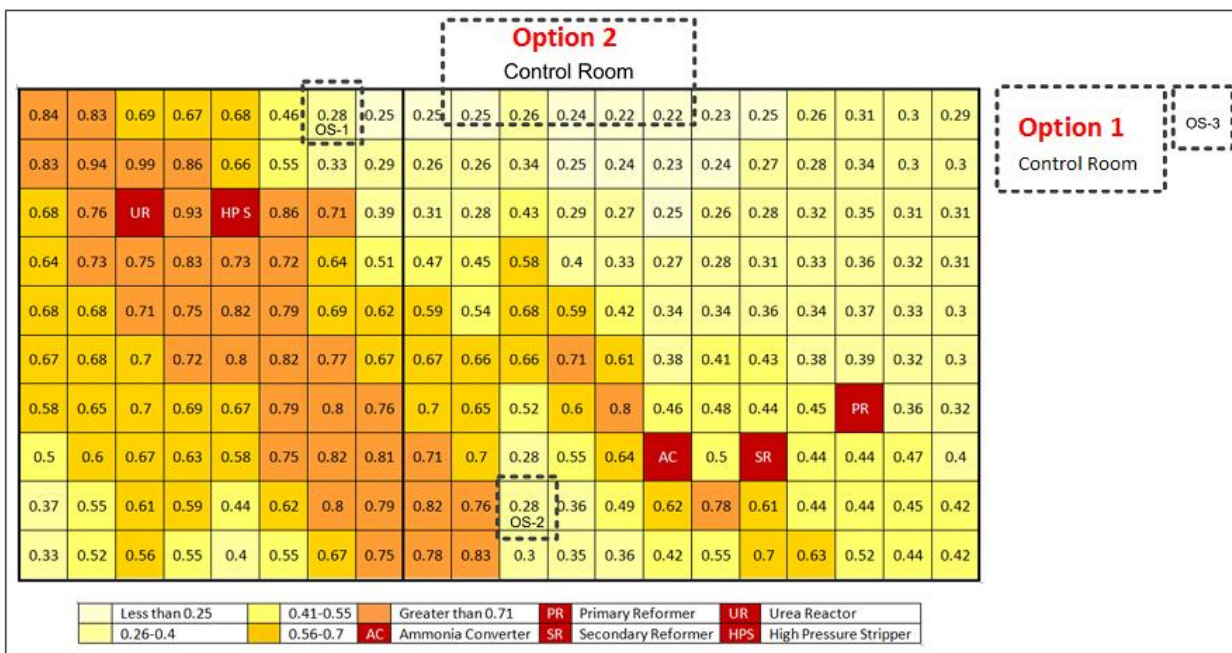 Option 2
Control Room
0.84 0.83 0.69 0.67 0.68 0.46 0.28 0.25 0.25 0.25 0.26 0.24 0.22 0.22 0.23 0.25 0.26 0.31 0.3 0.29
OS-1
Option 1
Control Room
OS-3
0.83 0.94 0.99 0.86 0.66 0.55 0.33 0.29 0.26 0.26 0.34 0.25 0.24 0.23 0.24 0.27 0.28 0.34 0.3 0.3
0.68 0.76 UR 0.93 HP S 0.86 0.71 0.39 0.31 0.28 0.43 0.29 0.27 0.25 0.26 0.28 0.32 0.35 0.31 0.31
0.64 0.73 0.75 0.83 0.73 0.72 0.64 0.51 0.47 0.45 0.58 0.4 0.33 0.27 0.28 0.31 0.33 0.36 0.32 0.31
0.68 0.68 0.71 0.75 0.82 0.79 0.69 0.62 0.59 0.54 0.68 0.59 0.42 0.34 0.34 0.36 0.34 0.37 0.33 0.3
0.67 0.68 0.7 0.72 0.8 0.82 0.77 0.67 0.67 0.66 0.66 0.71 0.61 0.38 0.41 0.43 0.38 0.39 0.32 0.3
0.58 0.65 0.7 0.69 0.67 0.79 0.8 0.76 0.7 0.65 0.52 0.6 0.8 0.46 0.48 0.44 0.45 PR 0.36 0.32
0.5 0.6 0.67 0.63 0.58 0.75 0.82 0.81 0.71 0.7 0.28 0.55 0.64 AC 0.5 SR 0.44 0.44 0.47 0.4
0.37 0.55 0.61 0.59 0.44 0.62 0.8 0.79 0.82 0.76 0.28 0.36 0.49 0.62 0.78 0.61 0.44 0.44 0.45 0.42
OS-2
0.33 0.52 0.56 0.55 0.4 0.55 0.67 0.75 0.78 0.83 0.3 0.35 0.36 0.42 0.55 0.7 0.63 0.52 0.44 0.42
Less than 0.25 0.41-0.55 Greater than 0.71 PR Primary Reformer UR Urea Reactor
0.26-0.4 0.56-0.7 AC Ammonia Converter SR Secondary Reformer HPS High Pressure Stripper